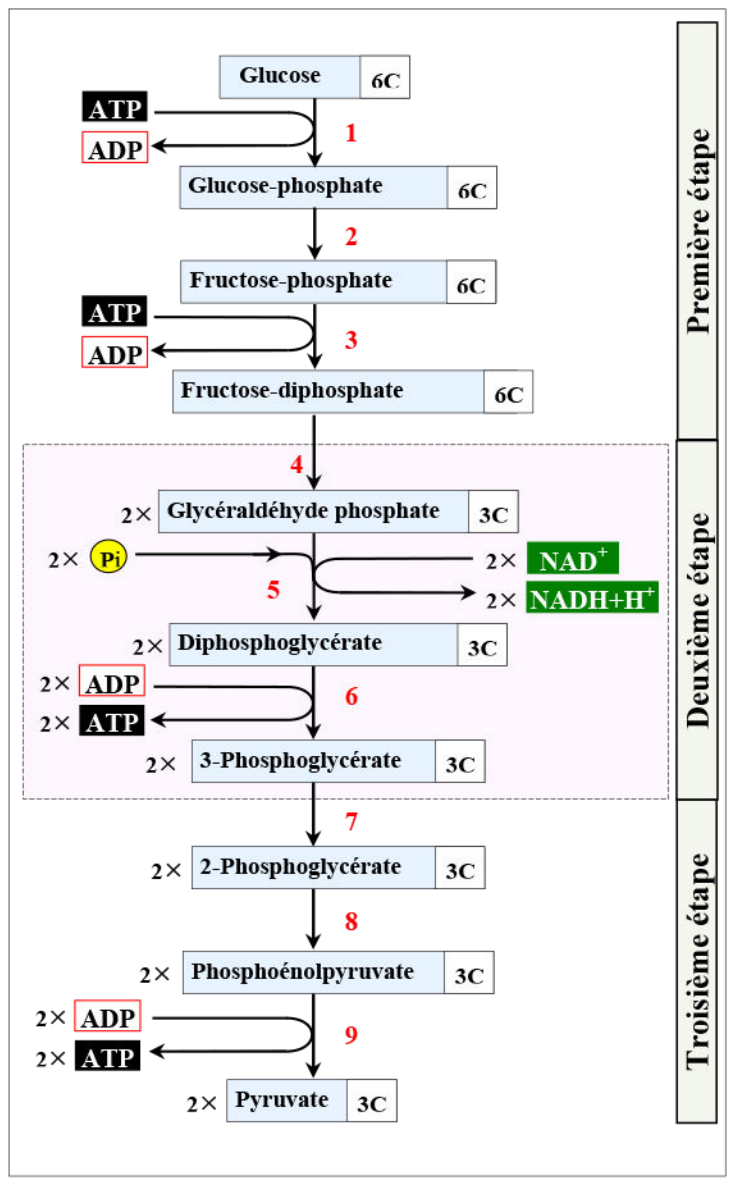 Glucose 6C
ATP
1
ADP
Glucose-phosphate 6C
2
Fructose-phosphate 6C
ATP
3
ADP
Fructose-diphosphate 6C
Première étape
4
2× Glycéraldéhyde phosphate 3C
2× Pi 2× NAD⁺
5 2× NADH+H⁺
2× Diphosphoglycérate 3C
2× ADP
6
2× ATP
2× 3-Phosphoglycérate 3C
Deuxième étape
7
2× 2-Phosphoglycérate 3C
8
2× Phosphoénolpyruvate 3C
2× ADP
9
2× ATP
2× Pyruvate 3C
Troisième étape